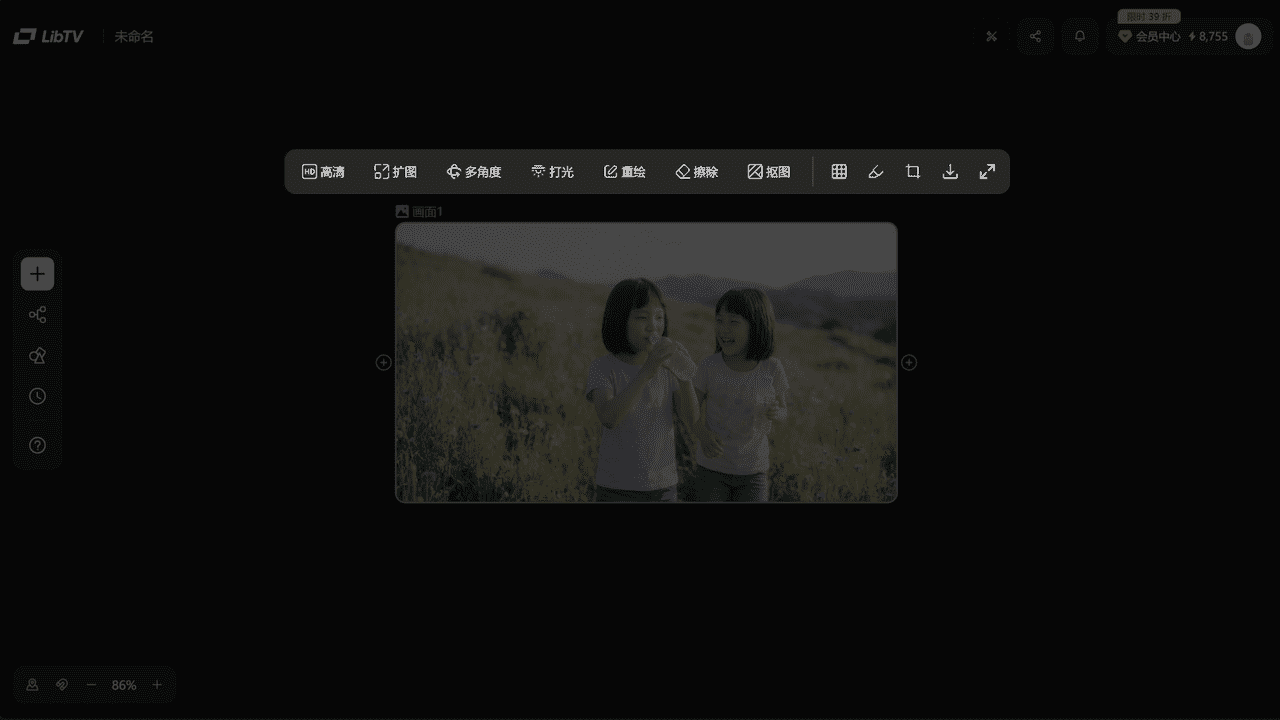 限时 39 折
LibTV
未命名
会员中心
8,755
HD 高清
扩图
多角度
打光
重绘
擦除
抠图
画面1
86%